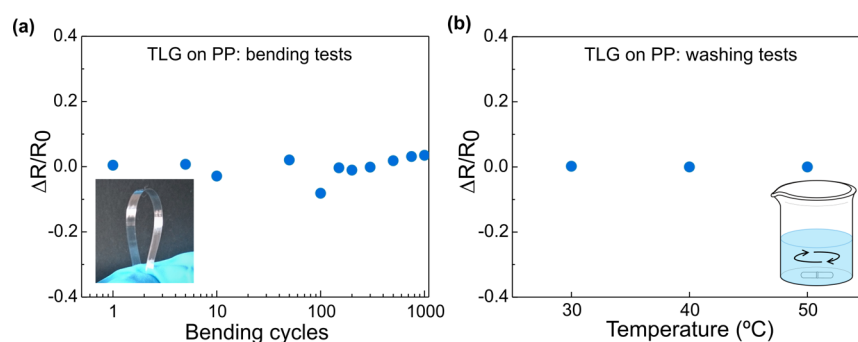 (a)
TLG on PP: bending tests
0.4
0.2
0.0
-0.2
-0.4
ΔR/R0
1
10
100
1000
Bending cycles
(b)
TLG on PP: washing tests
0.4
0.2
0.0
-0.2
-0.4
ΔR/R0
30
40
50
Temperature (ºC)